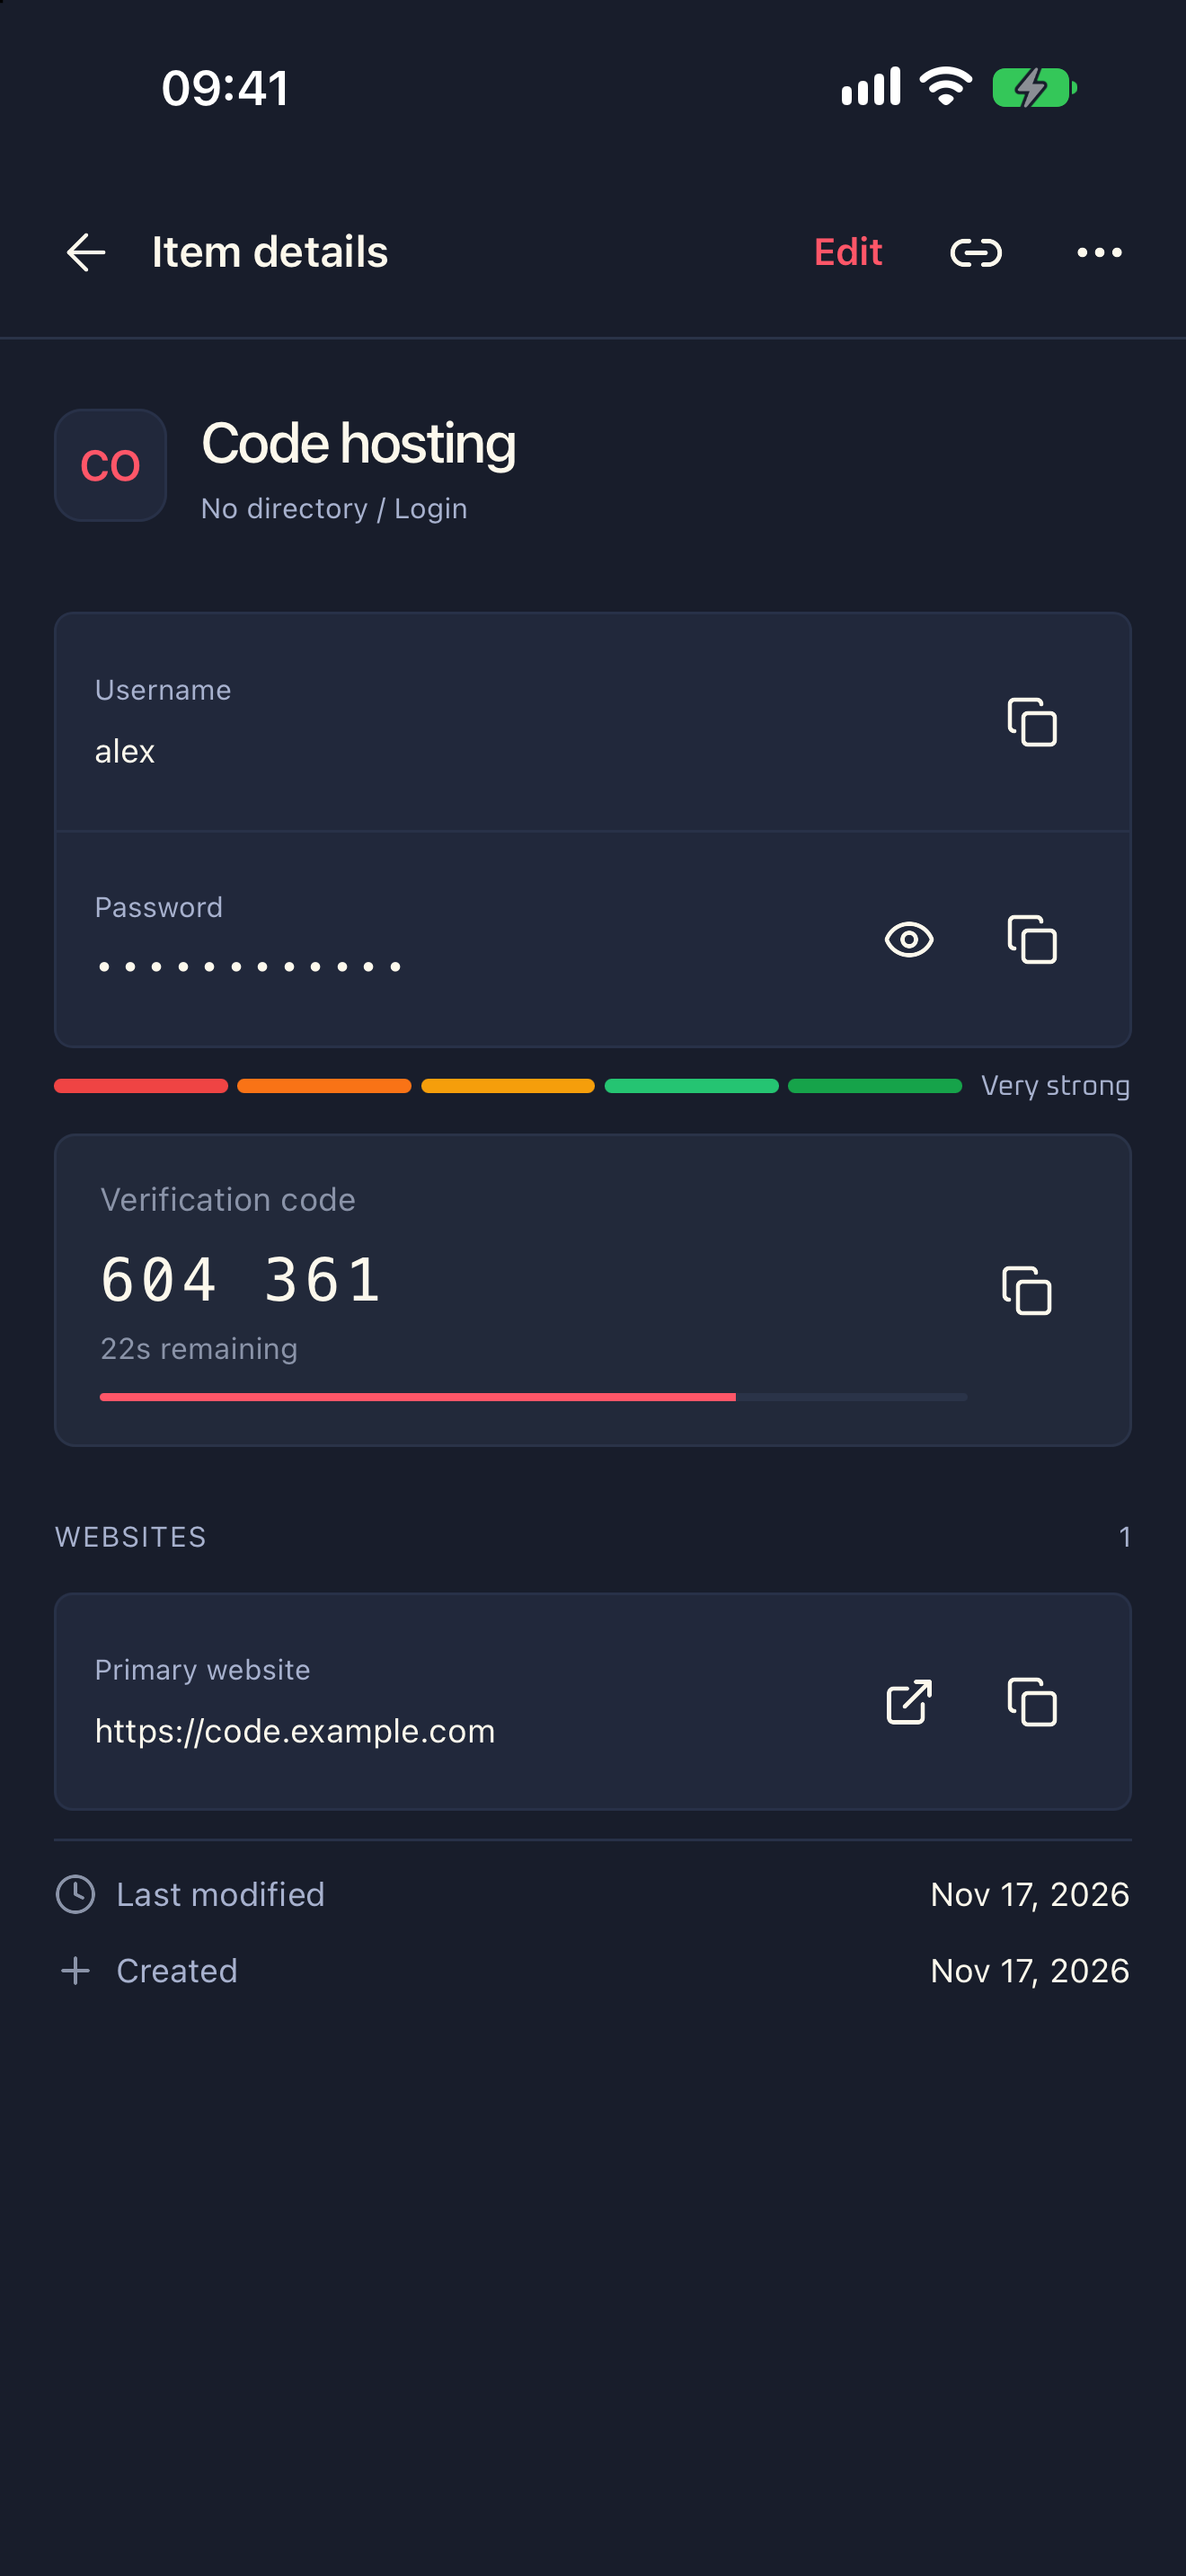 09:41
Item details
Edit
CO
Code hosting
No directory / Login
Username
alex
Password
••••••••••••
Very strong
Verification code
604 361
22s remaining
WEBSITES
1
Primary website
https://code.example.com
Last modified
Nov 17, 2026
Created
Nov 17, 2026